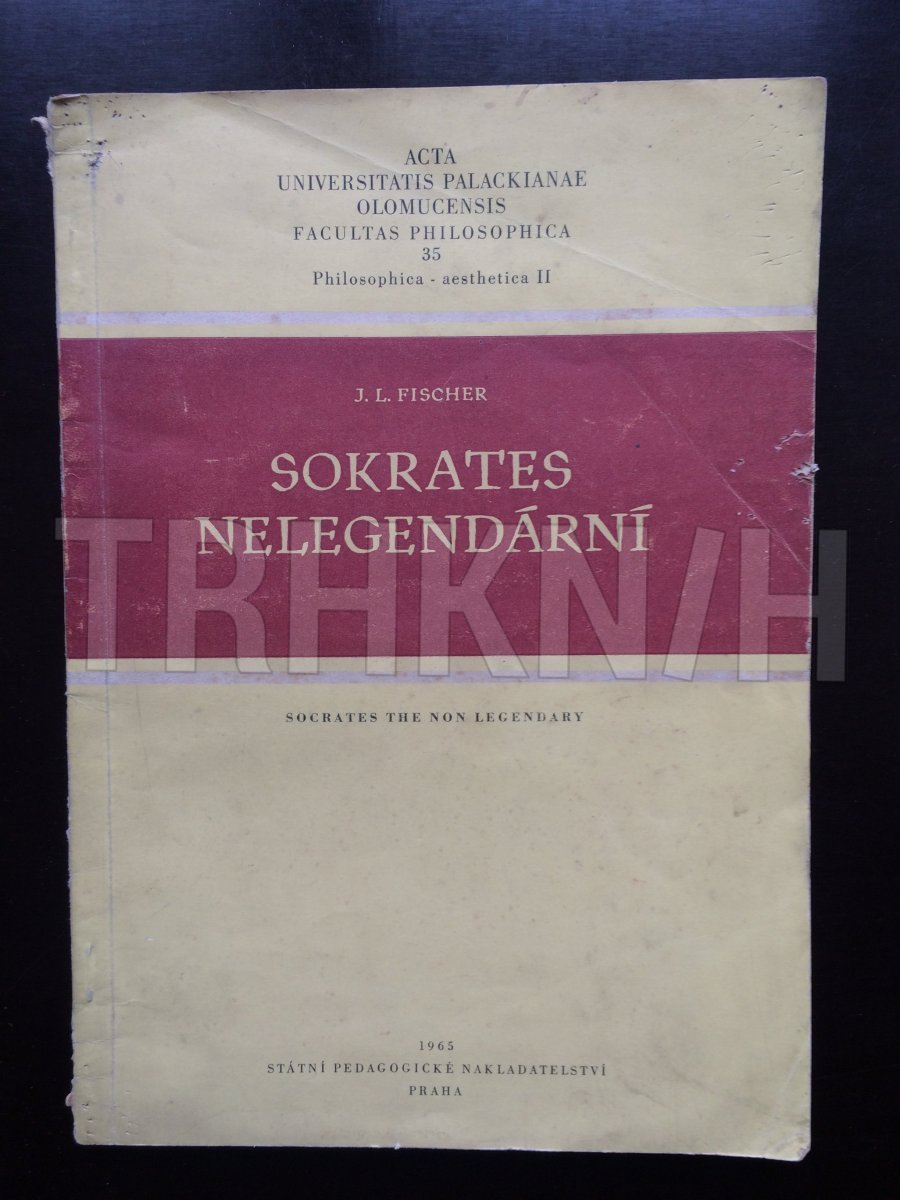 ACTA
UNIVERSITATIS PALACKIANAE
OLOMUCENSIS
FACULTAS PHILOSOPHICA
35
Philosophica - aesthetica II
J. L. FISCHER
SOKRATES
NELEGENDÁRNÍ
TRHKNIH
SOCRATES THE NON LEGENDARY
1965
STÁTNÍ PEDAGOGICKÉ NAKLADATELSTVÍ
PRAHA